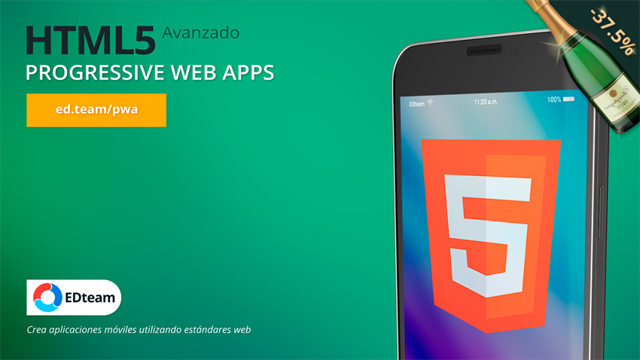 HTML5 Avanzado
PROGRESSIVE WEB APPS
ed.team/pwa
-37.5%
EDteam
11:20 a.m.
100%
5
EDteam
Crea aplicaciones móviles utilizando estándares web